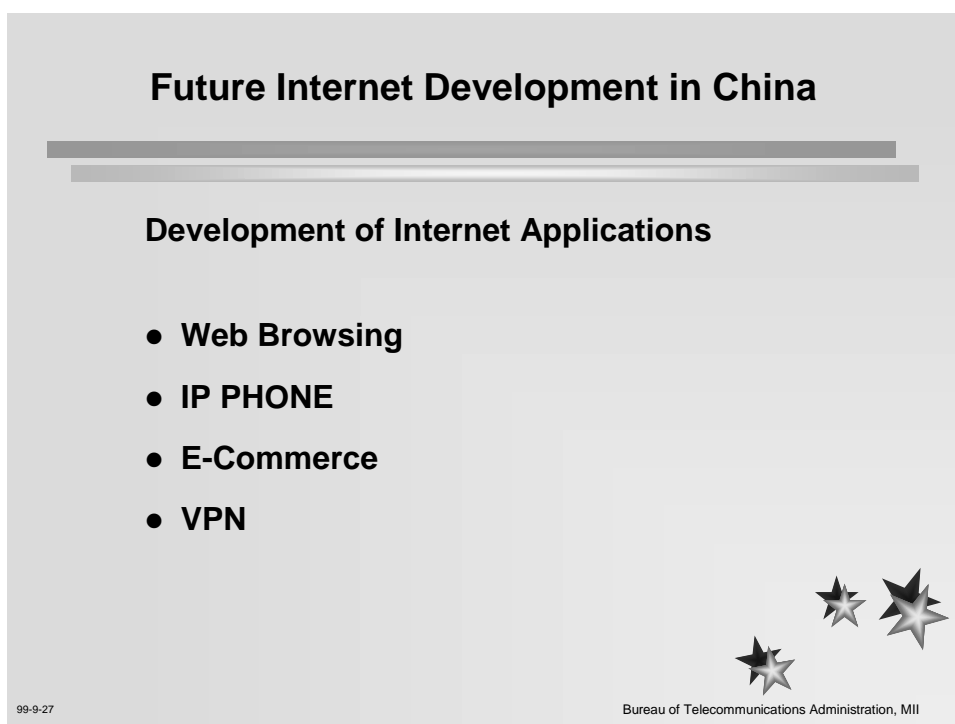 Future Internet Development in China
Development of Internet Applications
● Web Browsing
● IP PHONE
● E-Commerce
● VPN
99-9-27
Bureau of Telecommunications Administration, MII